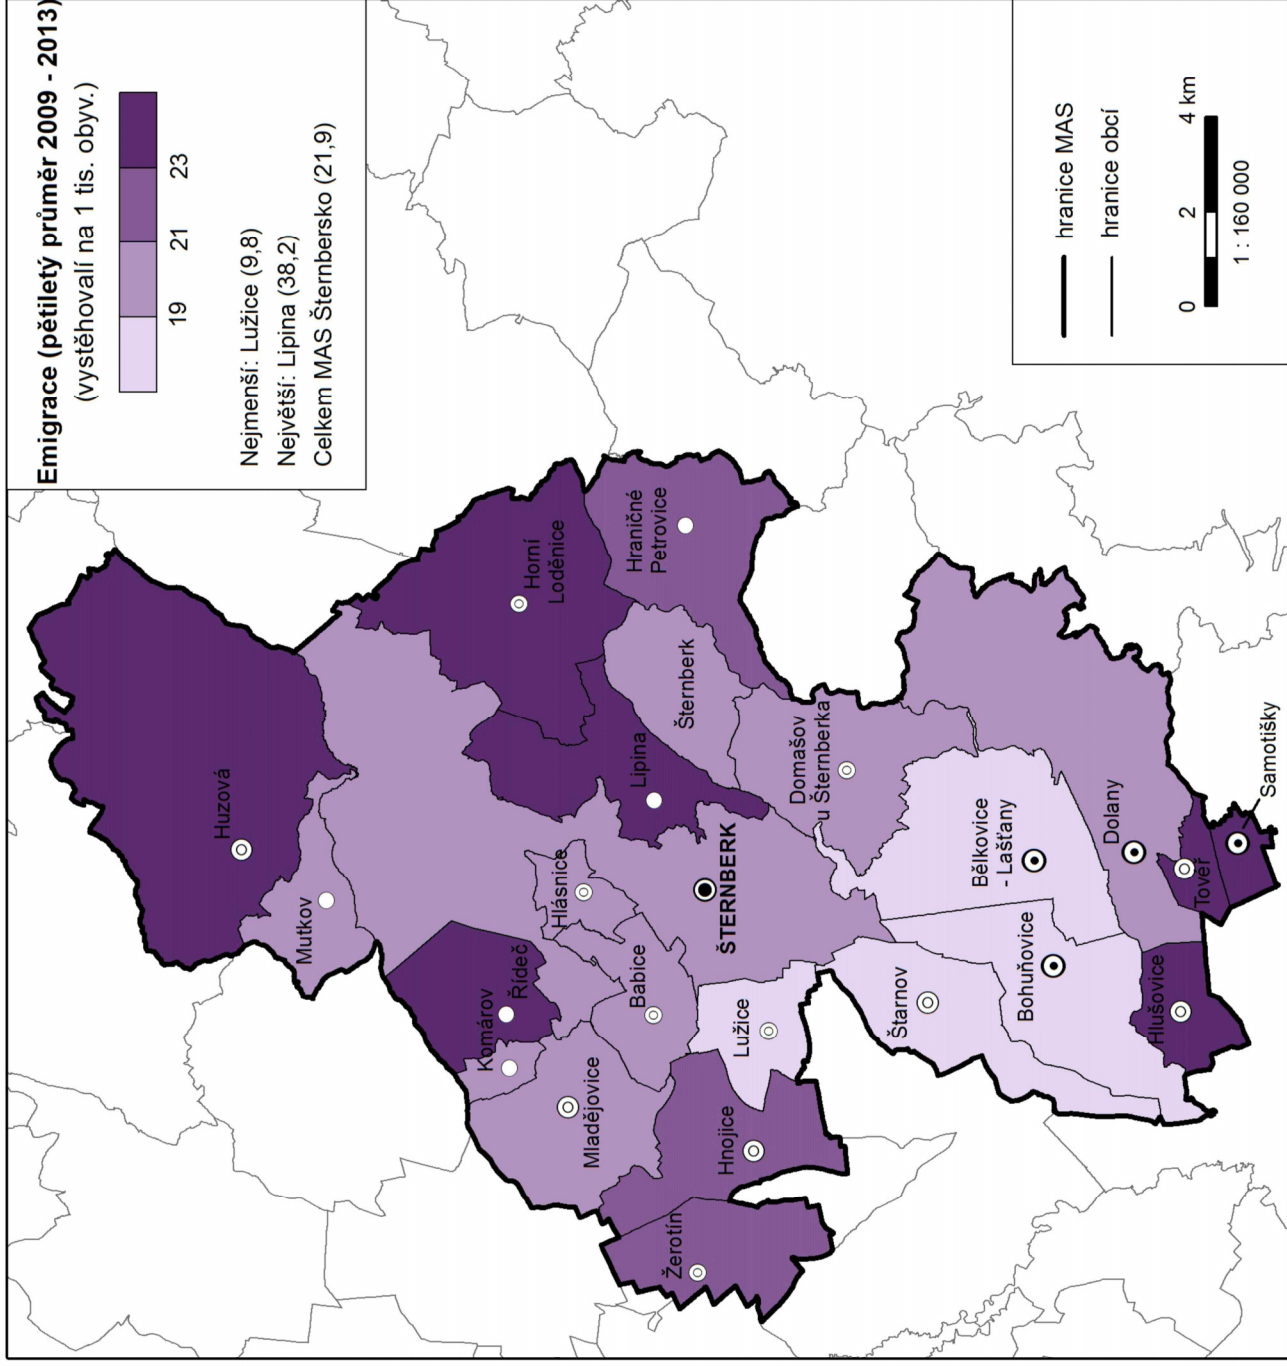 Emigrace (pětiletý průměr 2009 - 2013)
(vystěhovalí na 1 tis. obyv.)
19
21
23
Nejmenší: Lužice (9,8)
Největší: Lipina (38,2)
Celkem MAS Šternbersko (21,9)
Huzová
Mutkov
Horní
Loděnice
Hraničné
Petrovice
Řídeč
Komárov
Hlásnice
Lipina
Šternberk
Mladějovice
Babice
ŠTERNBERK
Domašov
u Šternberka
Žerotín
Hnojice
Lužice
Štarnov
Bělkovice
- Lašťany
Bohuňovice
Dolany
Hlušovice
Tovéř
Samotišky
hranice MAS
hranice obcí
0
2
4 km
1 : 160 000